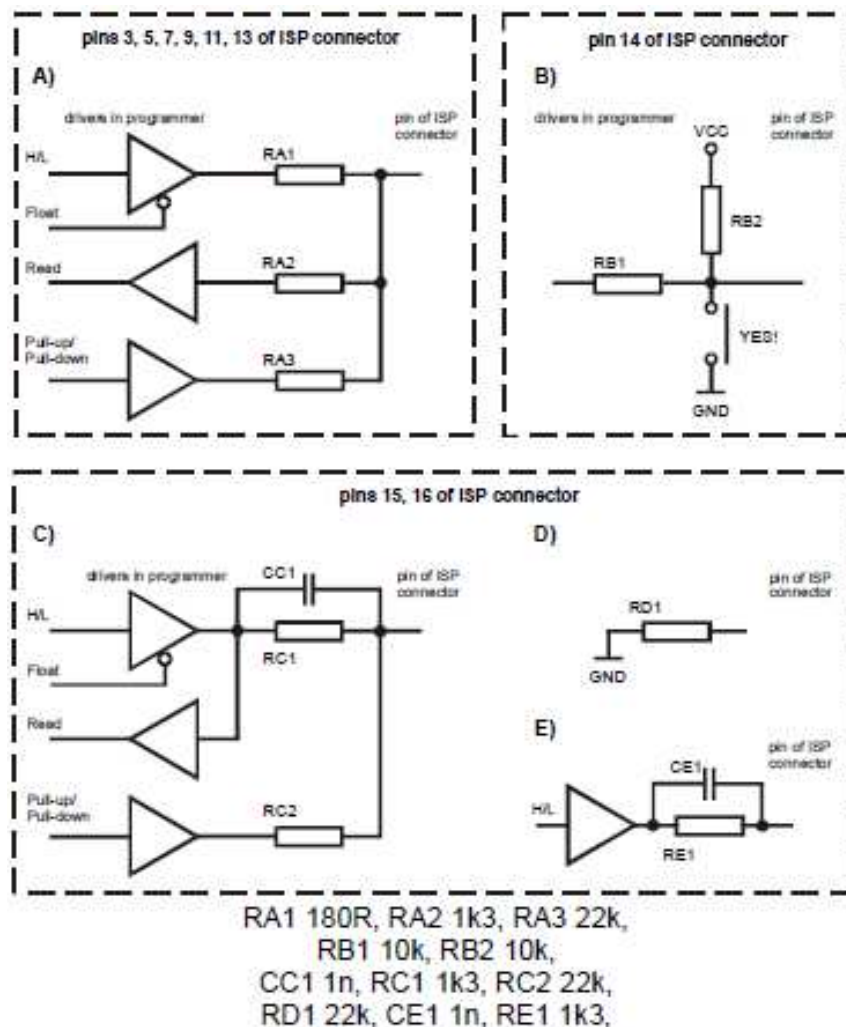 pins 3, 5, 7, 9, 11, 13 of ISP connector
A)
drivers in programmer
pin of ISP
connector
H/L
RA1
Float
Read
RA2
Pull-up/
Pull-down
RA3
pin 14 of ISP connector
B)
drivers in programmer
pin of ISP
connector
VCC
RB2
RB1
YES!
GND
pins 15, 16 of ISP connector
C)
drivers in programmer
CC1
pin of ISP
connector
H/L
RC1
Float
Read
Pull-up/
Pull-down
RC2
D)
pin of ISP
connector
RD1
GND
E)
pin of ISP
connector
CE1
H/L
RE1
RA1 180R, RA2 1k3, RA3 22k,
RB1 10k, RB2 10k,
CC1 1n, RC1 1k3, RC2 22k,
RD1 22k, CE1 1n, RE1 1k3,